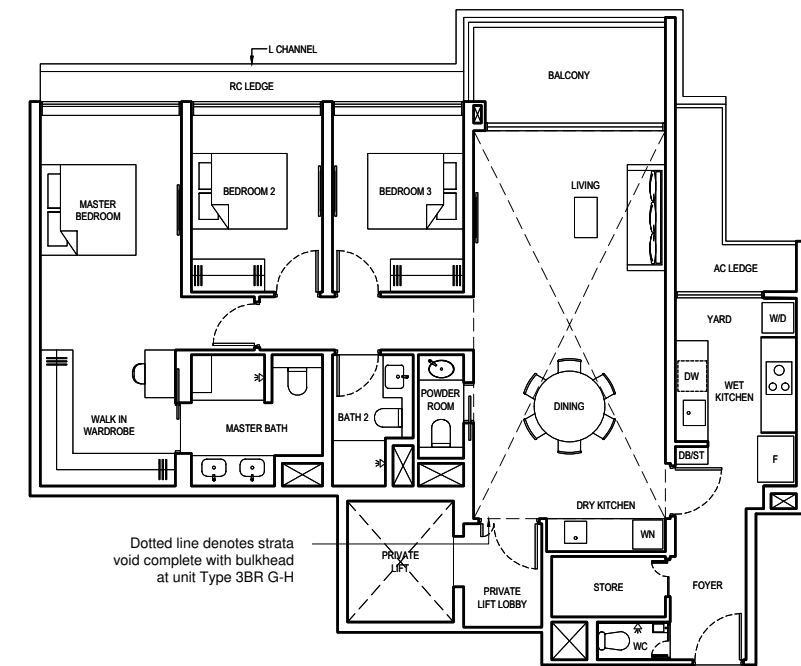 L CHANNEL
RC LEDGE
BALCONY
MASTER
BEDROOM
BEDROOM 2
BEDROOM 3
LIVING
AC LEDGE
YARD
W/D
DW
WET
KITCHEN
WALK IN
WARDROBE
MASTER BATH
BATH 2
POWDER
ROOM
DINING
DB/ST
F
DRY KITCHEN
WN
Dotted line denotes strata
void complete with bulkhead
at unit Type 3BR G-H
PRIVATE
LIFT
PRIVATE
LIFT LOBBY
STORE
FOYER
WC